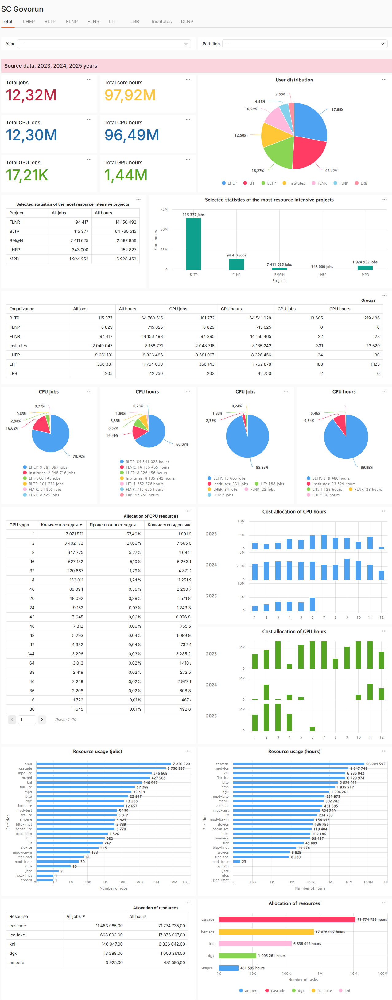 SC Govorun
Total LHEP BLTP FLNP FLNR LIT LRB Institutes DLNP
Year — Partititon —
Source data: 2023, 2024, 2025 years
Total jobs
12,32M
Total core hours
97,92M
Total CPU jobs
12,30M
Total CPU hours
96,49M
Total GPU jobs
17,21K
Total GPU hours
1,44M
User distribution
2,88%
4,81%
10,58%
27,88%
12,50%
18,27%
23,08%
LHEP LIT BLTP Institutes FLNR FLNP LRB
Selected statistics of the most resource intensive projects
Project All jobs All hours
FLNR 94 417 14 156 493
BLTP 115 377 64 760 515
BM@N 7 411 625 2 597 856
LHEP 343 000 152 827
MPD 1 924 952 5 928 452
Selected statistics of the most resource intensive projects
75M
50M
25M
0
Core hours
115 377 jobs
94 417 jobs
7 411 625 jobs
343 000 jobs
1 924 952 jobs
BLTP FLNR BM@N LHEP MPD
Projects
Groups
Organization All jobs All hours CPU jobs CPU hours GPU jobs GPU hours
BLTP 115 377 64 760 515 101 772 64 541 028 13 605 219 486
FLNP 8 829 715 625 8 829 715 625 0 0
FLNR 94 417 14 156 493 94 395 14 156 465 22 28
Institutes 2 049 047 8 158 771 2 048 716 8 135 242 331 23 529
LHEP 9 681 131 8 326 486 9 681 097 8 326 456 34 30
LIT 366 331 1 764 000 366 143 1 762 878 188 1 123
LRB 205 42 750 203 42 750 2 0
CPU jobs
0,77%
0,83%
2,98%
16,65%
78,70%
LHEP: 9 681 097 jobs
Institutes: 2 048 716 jobs
LIT: 366 143 jobs
BLTP: 101 772 jobs
FLNR: 94 395 jobs
FLNP: 8 829 jobs
CPU hours
0,73%
1,80%
8,33%
8,52%
14,49%
66,07%
BLTP: 64 541 028 hours
FLNR: 14 156 465 hours
LHEP: 8 326 456 hours
Institutes: 8 135 242 hours
LIT: 1 762 878 hours
FLNP: 715 625 hours
LRB: 42 750 hours
GPU jobs
0,24%
1,33%
2,33%
95,93%
BLTP: 13 605 jobs
Institutes: 331 jobs LIT: 188 jobs
LHEP: 34 jobs FLNR: 22 jobs
LRB: 2 jobs
GPU hours
0,46%
9,64%
89,88%
BLTP: 219 486 hours
Institutes: 23 529 hours
LIT: 1 123 hours FLNR: 28 hours
LHEP: 30 hours
Allocation of CPU resources
CPU ядра Количество задач Процент от всех задач Количество ядро-час
1 7 071 571 57,49% 1 891 9
2 3 402 173 27,66% 7 565 0
8 647 775 5,27% 1 684
16 627 182 5,10% 5 263 1
32 220 667 1,79% 4 871
4 153 011 1,24% 1 251 9
40 69 094 0,56% 2 230 7
20 48 092 0,39% 1 571 8
24 9 152 0,07% 1 243 3
42 7 645 0,06% 6 376 8
48 7 312 0,06% 755 5
18 5 293 0,04% 1 089 9
12 4 332 0,04% 732 4
144 3 296 0,03% 3 285 2
64 3 013 0,02% 1 410
38 2 419 0,02% 273 5
46 2 259 0,02% 2 977 1
36 2 208 0,02% 608 8
6 1 723 0,01% 467
30 1 645 0,01% 492 8
1 Rows: 1–20
Cost allocation of CPU hours
10M
2023 5M
0
5M
2024 2.5M
0
10M
2025 5M
0
1 2 3 4 5 6 7 8 9 10 11 12
Cost allocation of GPU hours
10K
2023
0
10K
2024
0
10K
2025
0
1 2 3 4 5 6 7 8 9 10 11 12
Resource usage (jobs)
Partition
bmn 7 276 520
cascade 3 750 557
mpd-ice 546 668
mephi 427 568
knl 146 947
flnr-ice 57 288
mpd 35 419
bltp 22 847
dgx 13 288
bmn-ice 12 657
mpd-test 5 139
src-ice 5 017
ampere 3 925
bltp-imdt 3 789
ocean-ice 3 770
mpd-bltp 1 526
flnr 982
lit 747
slo-ice 445
mpd-ice-m 133
flnr-sod 61
mpd-ice-r 30
nica 10
jscc 2
jscc-imdt 1
spbstu 1
0.1 1 10 100 1K 10K 100K 1M 10M 10...
Number of jobs
Resource usage (hours)
Partition
cascade 66 204 597
mpd-ice 9 647 748
knl 6 836 042
flnr-ice 6 729 974
bltp 2 824 011
bmn 1 935 217
dgx 1 006 261
mpd-bltp 551 975
mephi 502 782
ampere 431 595
mpd-test 324 299
lit 234 733
mpd-ice-m 156 347
slo-ice 136 785
ocean-ice 119 404
mpd 102 186
bmn-ice 98 437
flnr 45 889
bltp-imdt 19 276
src-ice 8 829
flnr-sod 8 230
mpd-ice-r 23
spbstu
jscc
nica
jscc-imdt
10 100 1K 10K 100K 1M 10M 100M 1B
Number of hours
Allocation of resources
Resourse All jobs All hours
cascade 11 483 085,00 71 774 735,00
ice-lake 668 092,00 17 876 007,00
knl 146 947,00 6 836 042,00
dgx 13 288,00 1 006 261,00
ampere 3 925,00 431 595,00
Allocation of resources
cascade 71 774 735 hours
ice-lake 17 876 007 hours
knl 6 836 042 hours
dgx 1 006 261 hours
ampere 431 595 hours
1K 10K 100K 1M 10M 100M
Number of tasks
ampere cascade dgx ice-lake knl